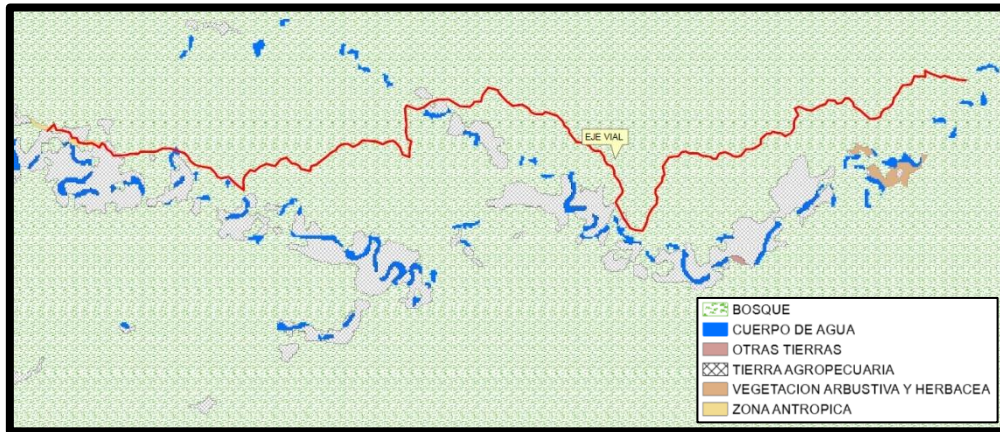 EJE VIAL
BOSQUE
CUERPO DE AGUA
OTRAS TIERRAS
TIERRA AGROPECUARIA
VEGETACION ARBUSTIVA Y HERBACEA
ZONA ANTROPICA